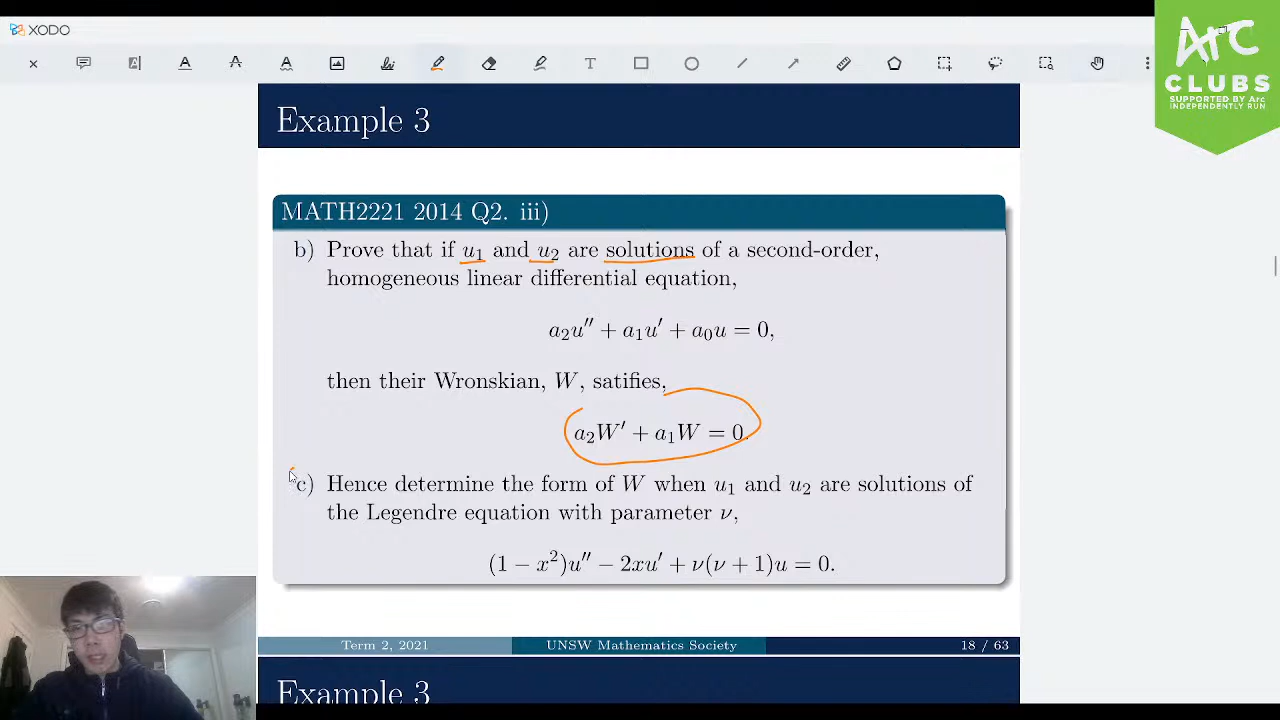 XODO
Arc
CLUBS
SUPPORTED BY Arc
INDEPENDENTLY RUN
Example 3
MATH2221 2014 Q2. iii)
b) Prove that if u₁ and u₂ are solutions of a second-order,
homogeneous linear differential equation,
a₂u″ + a₁u′ + a₀u = 0,
then their Wronskian, W, satifies,
a₂W′ + a₁W = 0.
c) Hence determine the form of W when u₁ and u₂ are solutions of
the Legendre equation with parameter ν,
(1 − x²)u″ − 2xu′ + ν(ν + 1)u = 0.
Term 2, 2021 UNSW Mathematics Society 18 / 63
Example 3